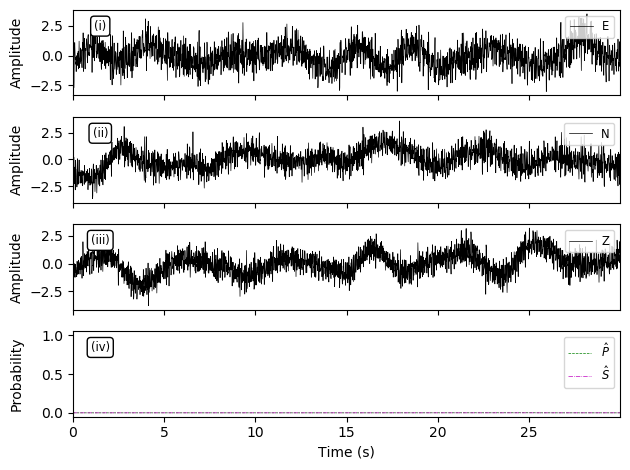 Amplitude
2.5
0.0
−2.5
(i)
E
Amplitude
2.5
0.0
−2.5
(ii)
N
Amplitude
2.5
0.0
−2.5
(iii)
Z
Probability
1.0
0.5
0.0
(iv)
P̂
Ŝ
0 5 10 15 20 25
Time (s)